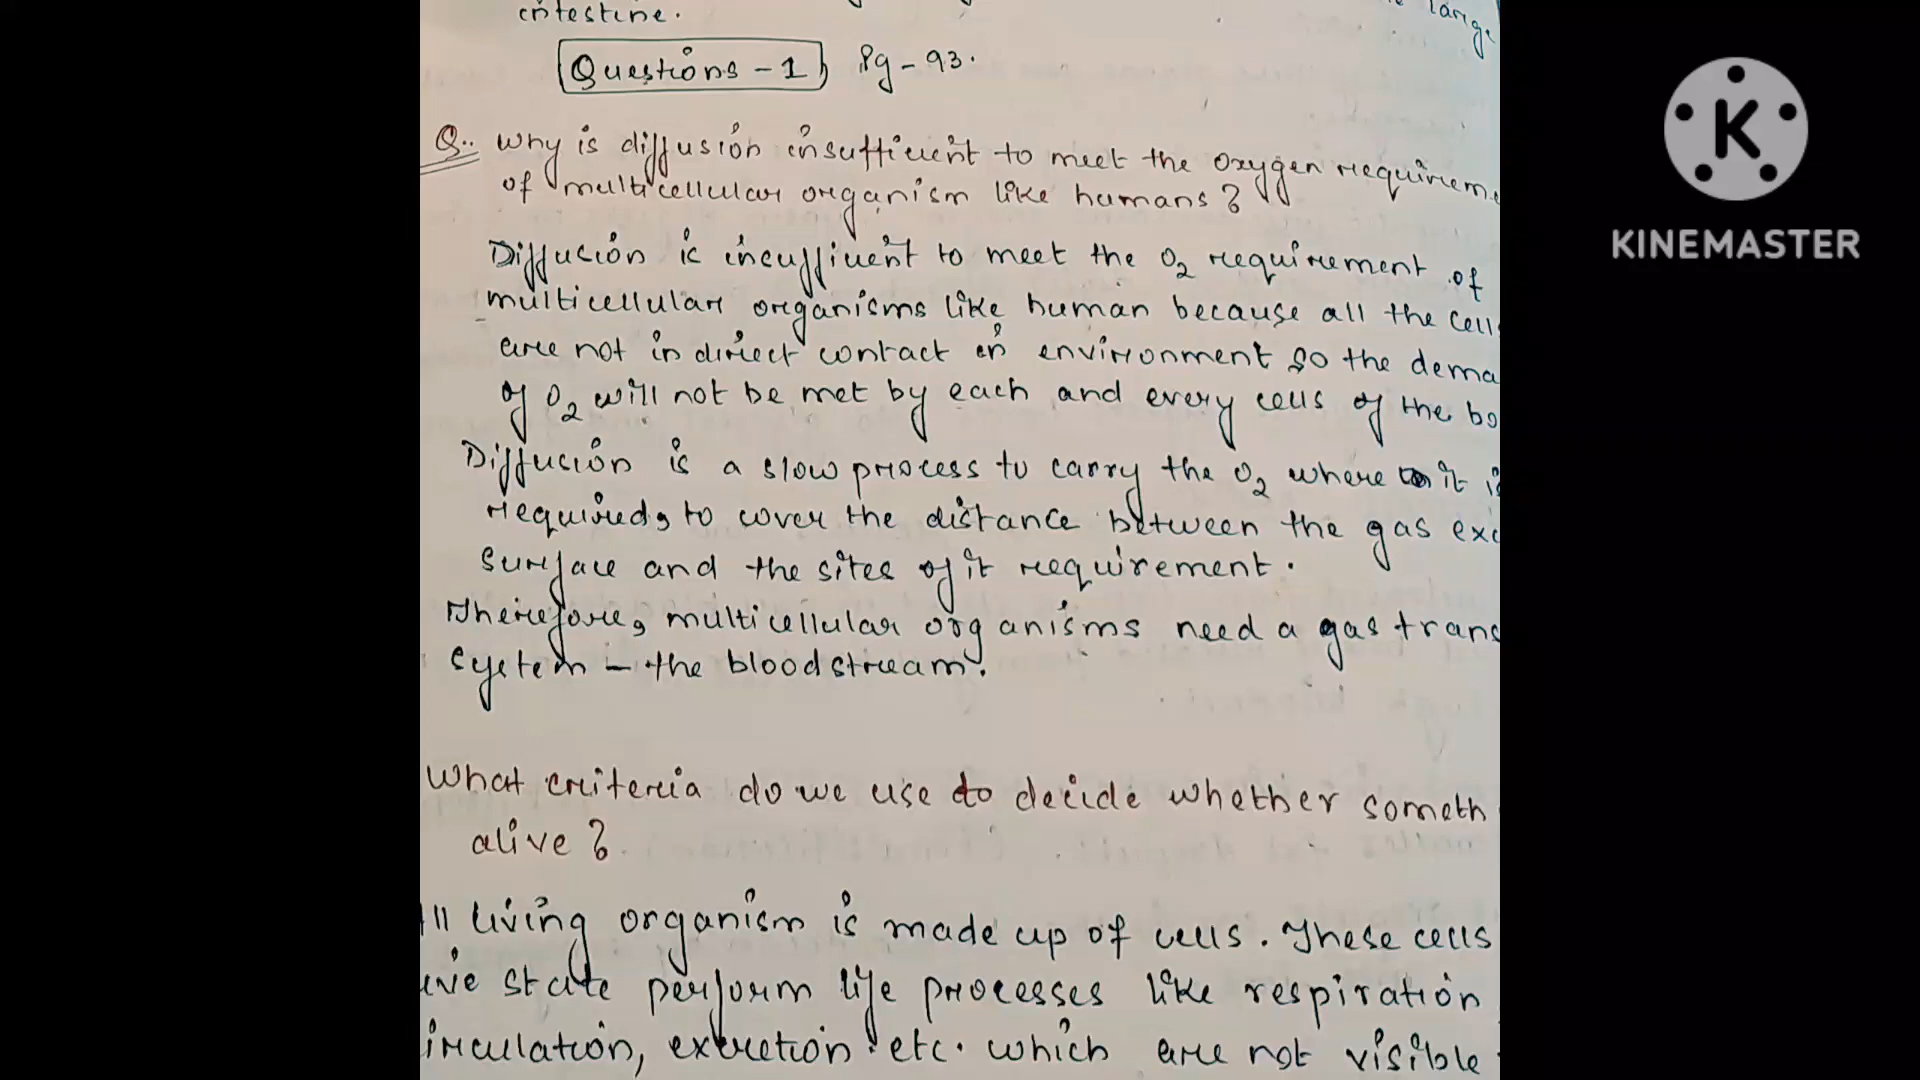 intestine.
Questions - 1 Pg - 93.
Q.. Why is diffusion insufficient to meet the oxygen requirem
of multicellular organism like humans?
Diffusion is insufficient to meet the O2 requirement of
multicellular organisms like human because all the cell
are not in direct contact in environment so the dema
of O2 will not be met by each and every cells of the bo
Diffusion is a slow process to carry the O2 where it is
required, to cover the distance between the gas exc
surface and the sites of it requirement.
Therefore, multicellular organisms need a gas trans
system - the bloodstream.
What criteria do we use to decide whether someth
alive?
ll living organism is made up of cells. These cells
ive state perform life processes like respiration
irculation, excretion etc. which are not visible
KINEMASTER